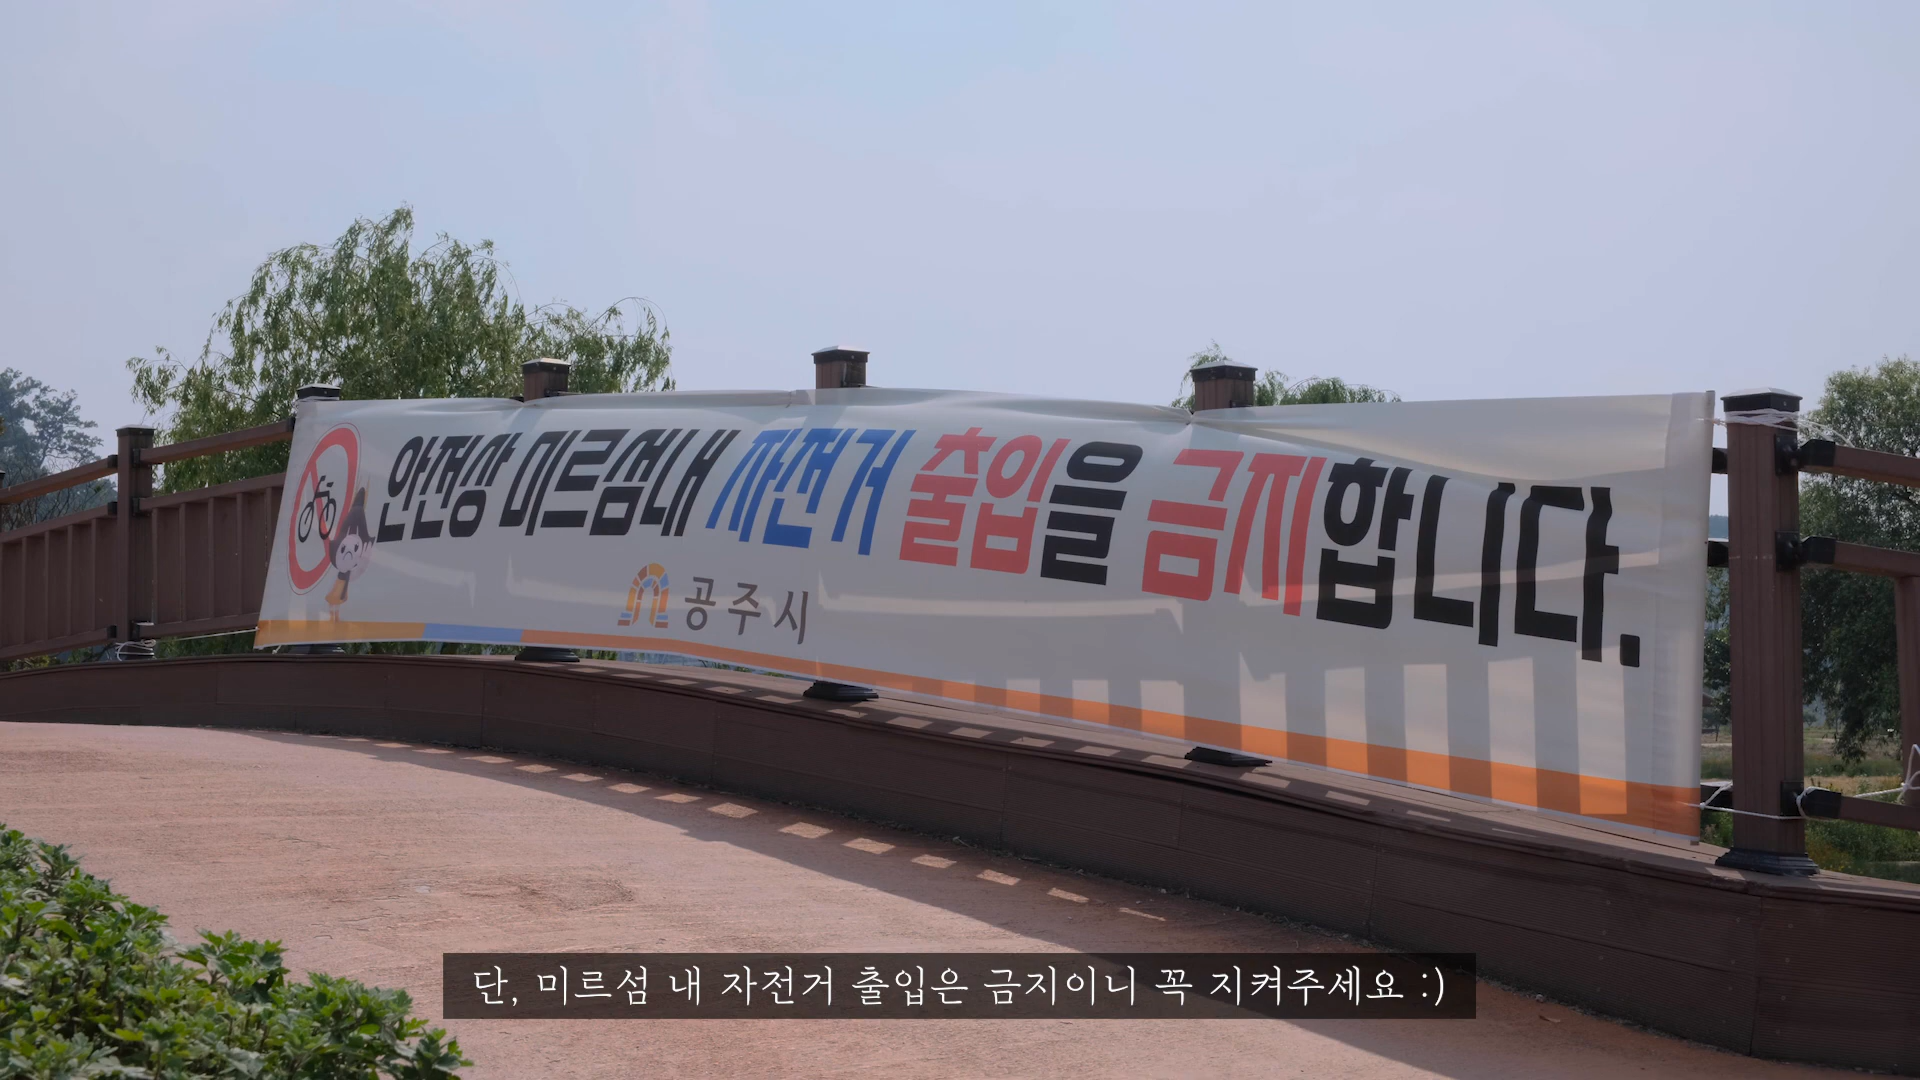 안전상 미르섬내 자전거 출입을 금지합니다.
공주시
단, 미르섬 내 자전거 출입은 금지이니 꼭 지켜주세요 :)